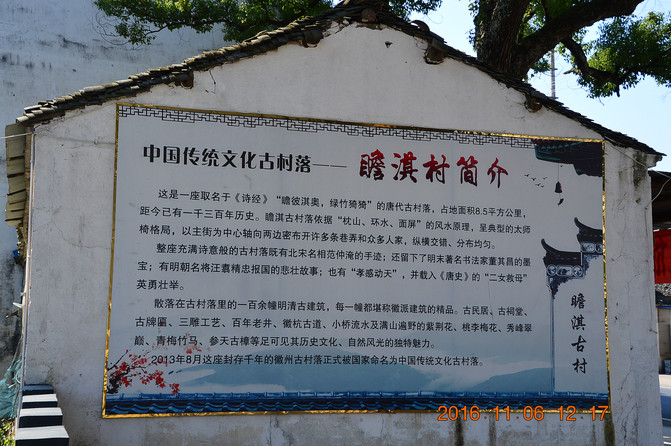 中国传统文化古村落—— 瞻淇村简介
这是一座取名于《诗经》“瞻彼淇奥，绿竹猗猗”的唐代古村落，占地面积8.5平方公里，
距今已有一千三百年历史。瞻淇古村落依据“枕山、环水、面屏”的风水原理，呈典型的太师
椅格局，以主街为中心轴向两边密布开许多条巷弄和众多人家，纵横交错、分布均匀。
整座充满诗意般的古村落既有北宋名相范仲淹的手迹；还留下了明末著名书法家董其昌的墨
宝；有明朝名将汪翥精忠报国的悲壮故事；也有“孝感动天”，并载入《唐史》的“二女救母”
英勇壮举。
散落在古村落里的一百余幢明清古建筑，每一幢都堪称徽派建筑的精品。古民居、古祠堂、
古牌匾、三雕工艺、百年老井、徽杭古道、小桥流水及满山遍野的紫荆花、桃李梅花、秀峰翠
巅、青梅竹马、参天古樟等足可见其历史文化、自然风光的独特魅力。
2013年8月这座封存千年的徽州古村落正式被国家命名为中国传统文化古村落。
瞻淇古村
2016 11 06 12 17